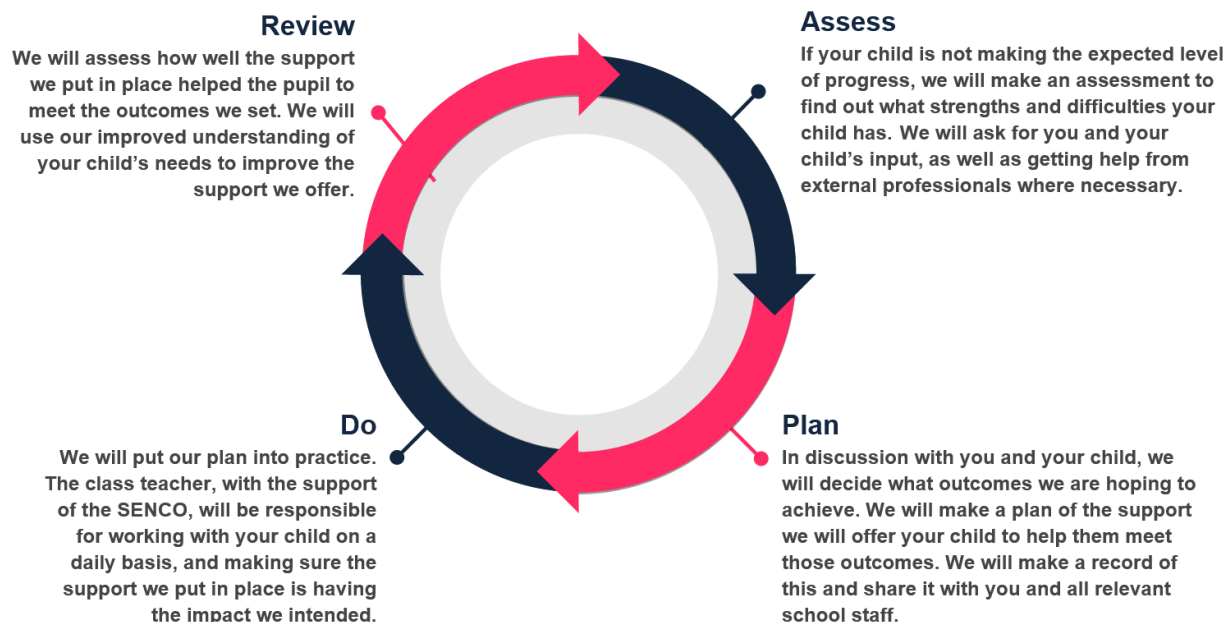 Review
We will assess how well the support
we put in place helped the pupil to
meet the outcomes we set. We will
use our improved understanding of
your child’s needs to improve the
support we offer.
Assess
If your child is not making the expected level
of progress, we will make an assessment to
find out what strengths and difficulties your
child has. We will ask for you and your
child’s input, as well as getting help from
external professionals where necessary.
Do
We will put our plan into practice.
The class teacher, with the support
of the SENCO, will be responsible
for working with your child on a
daily basis, and making sure the
support we put in place is having
the impact we intended.
Plan
In discussion with you and your child, we
will decide what outcomes we are hoping to
achieve. We will make a plan of the support
we will offer your child to help them meet
those outcomes. We will make a record of
this and share it with you and all relevant
school staff.